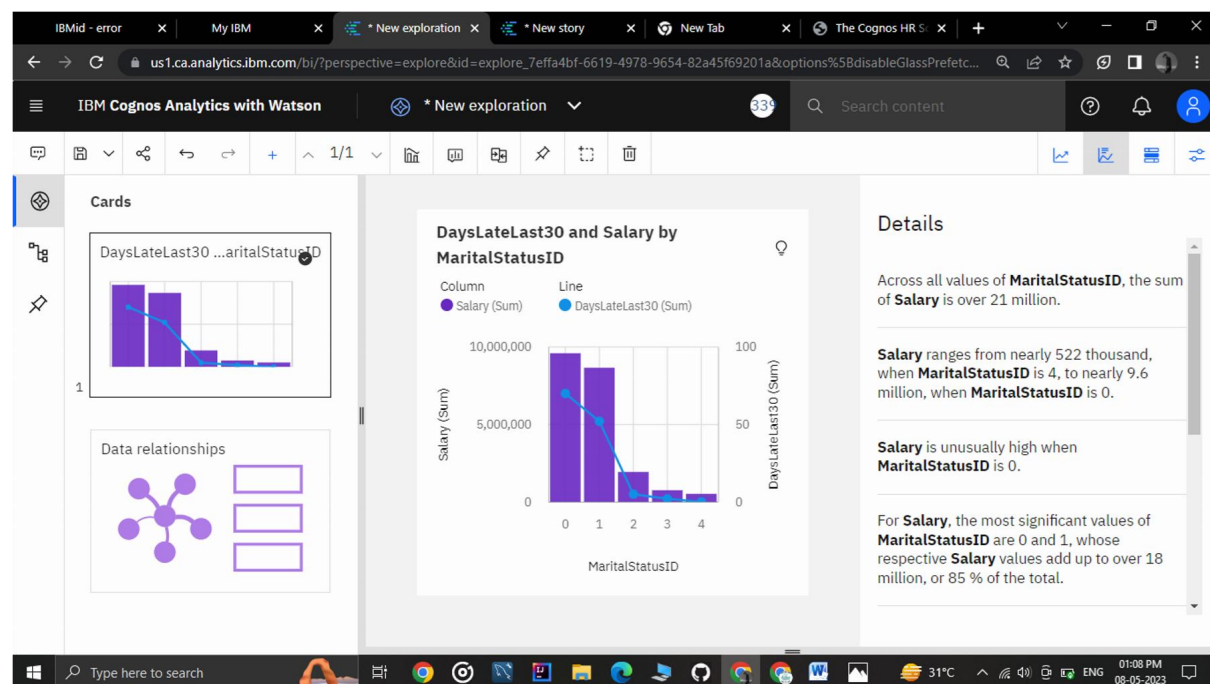 IBMid - error
My IBM
* New exploration
* New story
New Tab
The Cognos HR Sc
us1.ca.analytics.ibm.com/bi/?perspective=explore&id=explore_7effa4bf-6619-4978-9654-82a45f69201a&options%5BdisableGlassPrefetc...
IBM Cognos Analytics with Watson
* New exploration
339
Search content
1/1
Cards
DaysLateLast30 ...aritalStatusID
1
Data relationships
DaysLateLast30 and Salary by
MaritalStatusID
Column
Line
Salary (Sum)
DaysLateLast30 (Sum)
10,000,000
5,000,000
0
Salary (Sum)
100
50
0
DaysLateLast30 (Sum)
0 1 2 3 4
MaritalStatusID
Details
Across all values of MaritalStatusID, the sum
of Salary is over 21 million.
Salary ranges from nearly 522 thousand,
when MaritalStatusID is 4, to nearly 9.6
million, when MaritalStatusID is 0.
Salary is unusually high when
MaritalStatusID is 0.
For Salary, the most significant values of
MaritalStatusID are 0 and 1, whose
respective Salary values add up to over 18
million, or 85 % of the total.
Type here to search
31°C
ENG
01:08 PM
08-05-2023